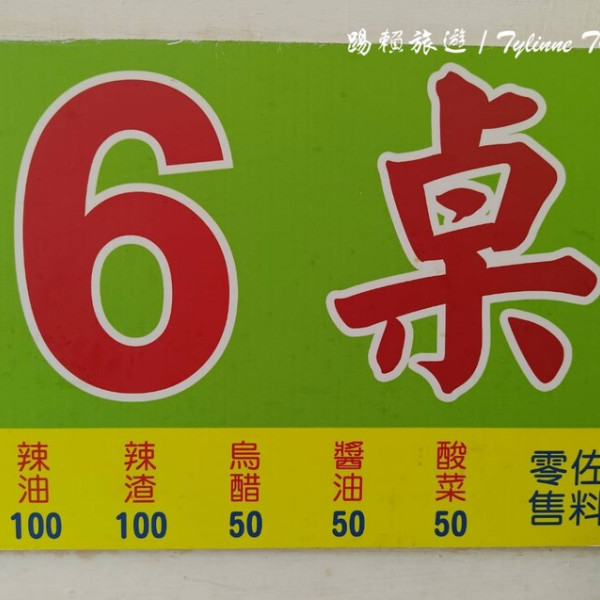 踢賴旅遊 / Tylinne T
6 桌
辣油 辣渣 烏醋 醬油 酸菜 零售佐料
100 100 50 50 50